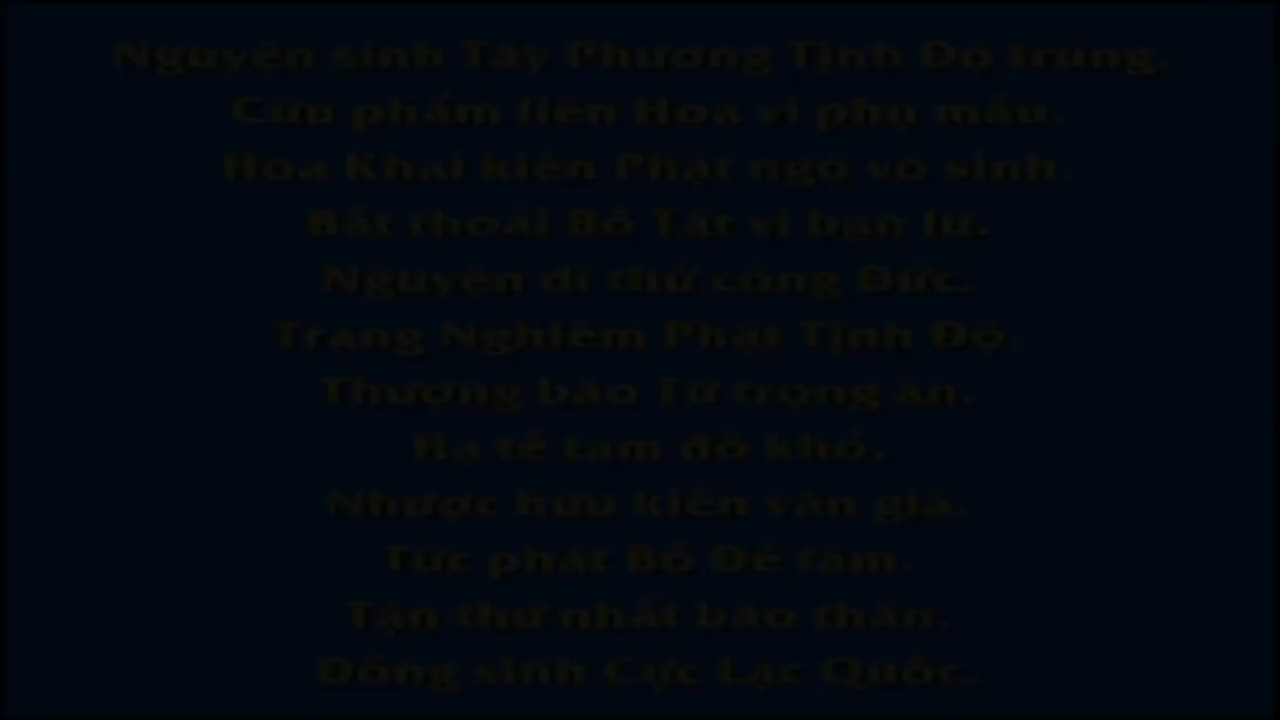 Nguyện sinh Tây Phương Tịnh Độ trung.
Cửu phẩm liên Hoa vi phụ mẫu.
Hoa Khai kiến Phật ngộ vô sinh.
Bất thoai Bồ Tát vi bạn lữ.
Nguyện dĩ thử công Đức.
Trang Nghiêm Phật Tịnh Độ.
Thượng báo Tứ trọng ân.
Hạ tế tam đồ khổ.
Nhược hữu kiến văn giả.
Tức phát Bồ Đề tâm.
Tận thử nhất báo thân.
Đồng sinh Cực Lạc Quốc.